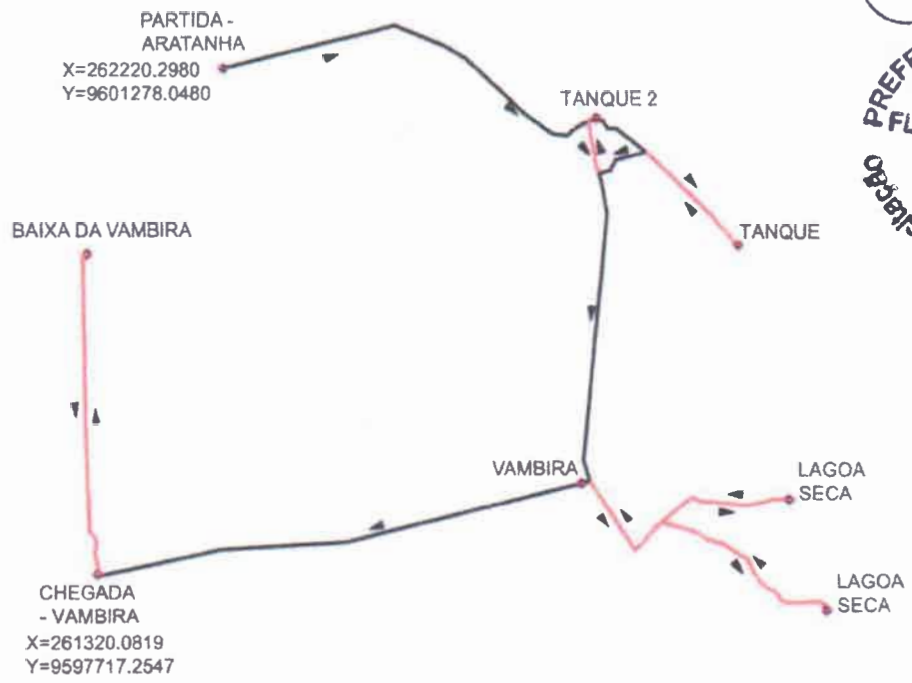 PARTIDA -
ARATANHA
X=262220.2980
Y=9601278.0480
TANQUE 2
TANQUE
BAIXA DA VAMBIRA
VAMBIRA
LAGOA
SECA
LAGOA
SECA
CHEGADA
- VAMBIRA
X=261320.0819
Y=9597717.2547